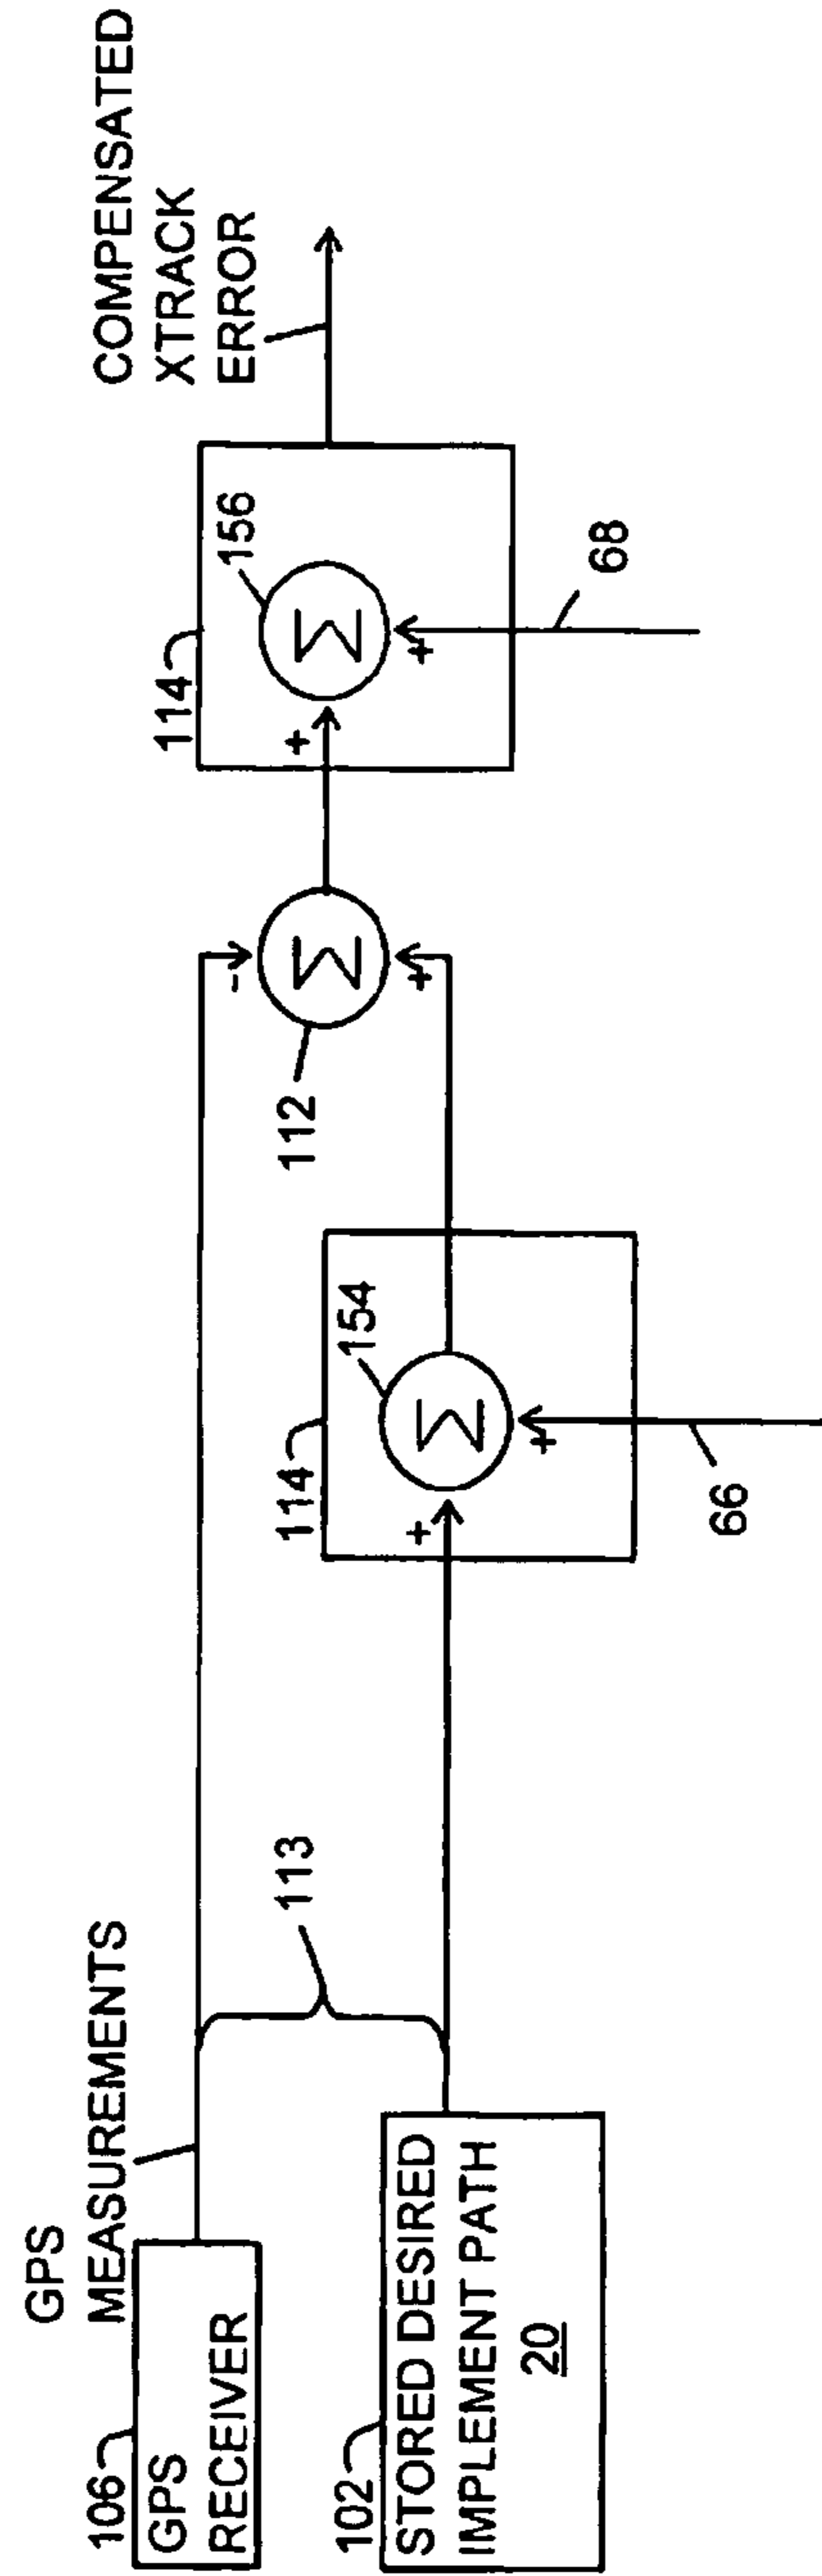 GPS
MEASUREMENTS
106
GPS
RECEIVER
102
STORED DESIRED
IMPLEMENT PATH
20
113
114
154
+
+
66
112
-
+
114
156
+
+
68
Σ
Σ
Σ
COMPENSATED
XTRACK
ERROR